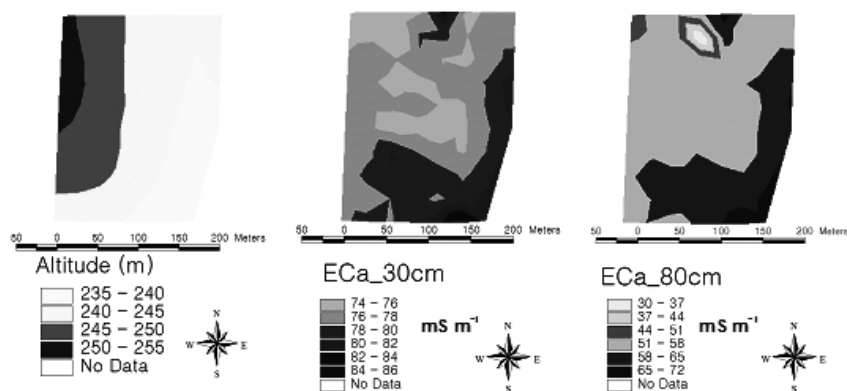 50 0 50 100 150 200 Meters
Altitude (m)
235 - 240
240 - 245
245 - 250
250 - 255
No Data
N
W E
S
50 0 50 100 150 200 Meters
ECa_30cm
74 - 76
76 - 78
78 - 80
80 - 82
82 - 84
84 - 86
No Data
mS m⁻¹
N
W E
S
50 0 50 100 150 200 Meters
ECa_80cm
30 - 37
37 - 44
44 - 51
51 - 58
58 - 65
65 - 72
No Data
mS m⁻¹
N
W E
S